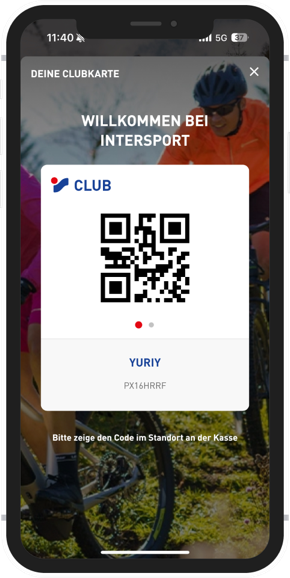 11:40
5G 37
DEINE CLUBKARTE
WILLKOMMEN BEI
INTERSPORT
CLUB
YURIY
PX16HRRF
Bitte zeige den Code im Standort an der Kasse